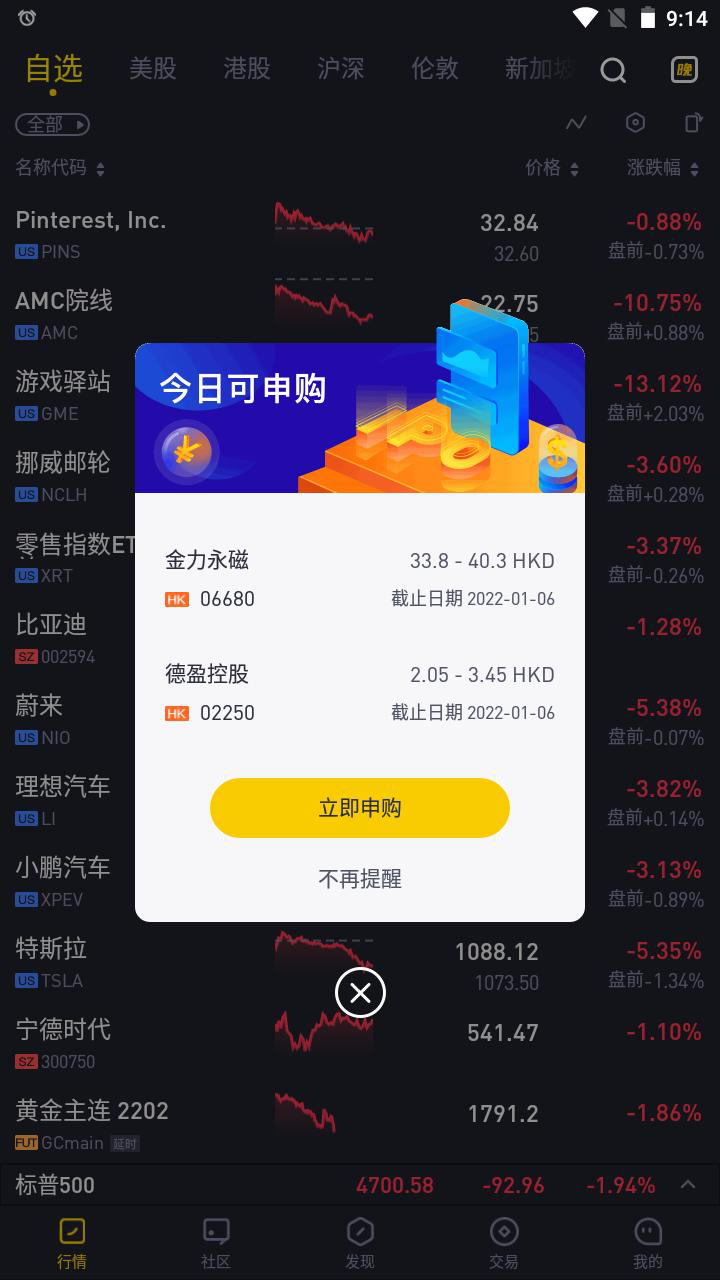 9:14
自选 美股 港股 沪深 伦敦 新加坡 晚
全部
名称代码 价格 涨跌幅
Pinterest, Inc. 32.84 -0.88%
US PINS 32.60 盘前-0.73%
AMC院线 22.75 -10.75%
US AMC 5 盘前+0.88%
游戏驿站 -13.12%
US GME 盘前+2.03%
挪威邮轮 -3.60%
US NCLH 盘前+0.28%
零售指数ET -3.37%
US XRT 盘前-0.26%
比亚迪 -1.28%
SZ 002594
蔚来 -5.38%
US NIO 盘前-0.07%
理想汽车 -3.82%
US LI 盘前+0.14%
小鹏汽车 -3.13%
US XPEV 盘前-0.89%
特斯拉 1088.12 -5.35%
US TSLA 1073.50 盘前-1.34%
宁德时代 541.47 -1.10%
SZ 300750
黄金主连 2202 1791.2 -1.86%
FUT GCmain 延时
标普500 4700.58 -92.96 -1.94%
行情 社区 发现 交易 我的
今日可申购
IPO
金力永磁 33.8 - 40.3 HKD
HK 06680 截止日期 2022-01-06
德盈控股 2.05 - 3.45 HKD
HK 02250 截止日期 2022-01-06
立即申购
不再提醒